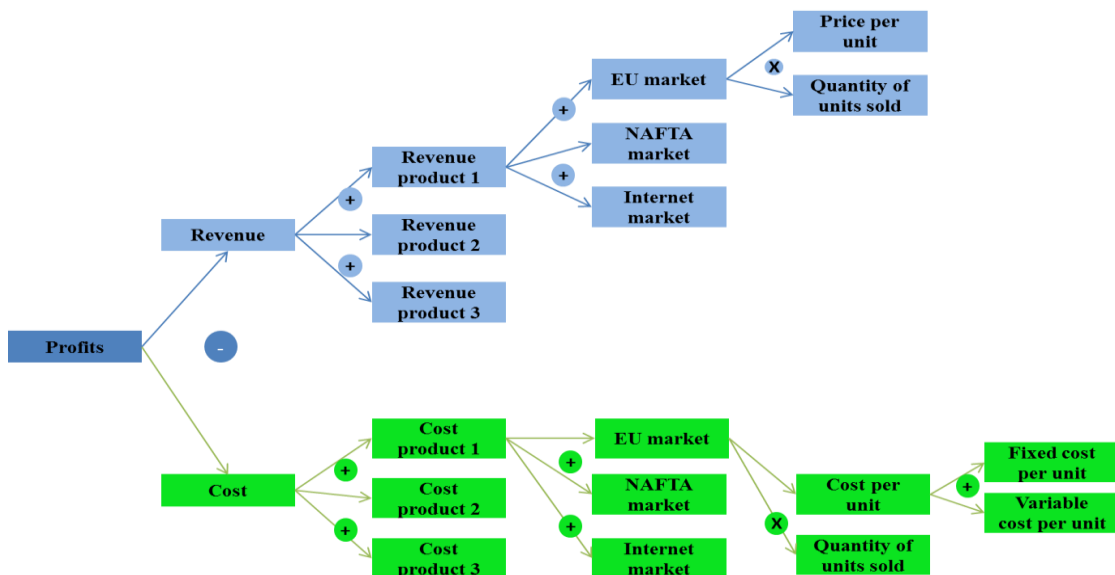 Price per
unit
X
Quantity of
units sold
EU market
+
NAFTA
market
+
Internet
market
Revenue
product 1
+
Revenue
product 2
+
Revenue
product 3
Revenue
Profits
-
Cost
Cost
product 1
+
Cost
product 2
+
Cost
product 3
EU market
+
NAFTA
market
+
Internet
market
Cost per
unit
X
Quantity of
units sold
Fixed cost
per unit
+
Variable
cost per unit